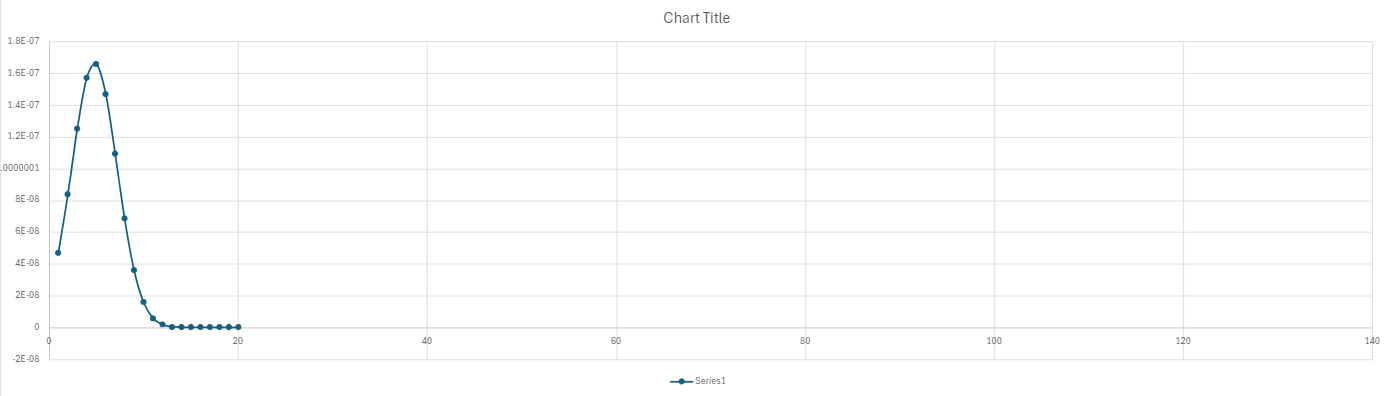 Chart Title
1.8E-07
1.6E-07
1.4E-07
1.2E-07
.0000001
8E-08
6E-08
4E-08
2E-08
0
-2E-08
0 20 40 60 80 100 120 140
Series1